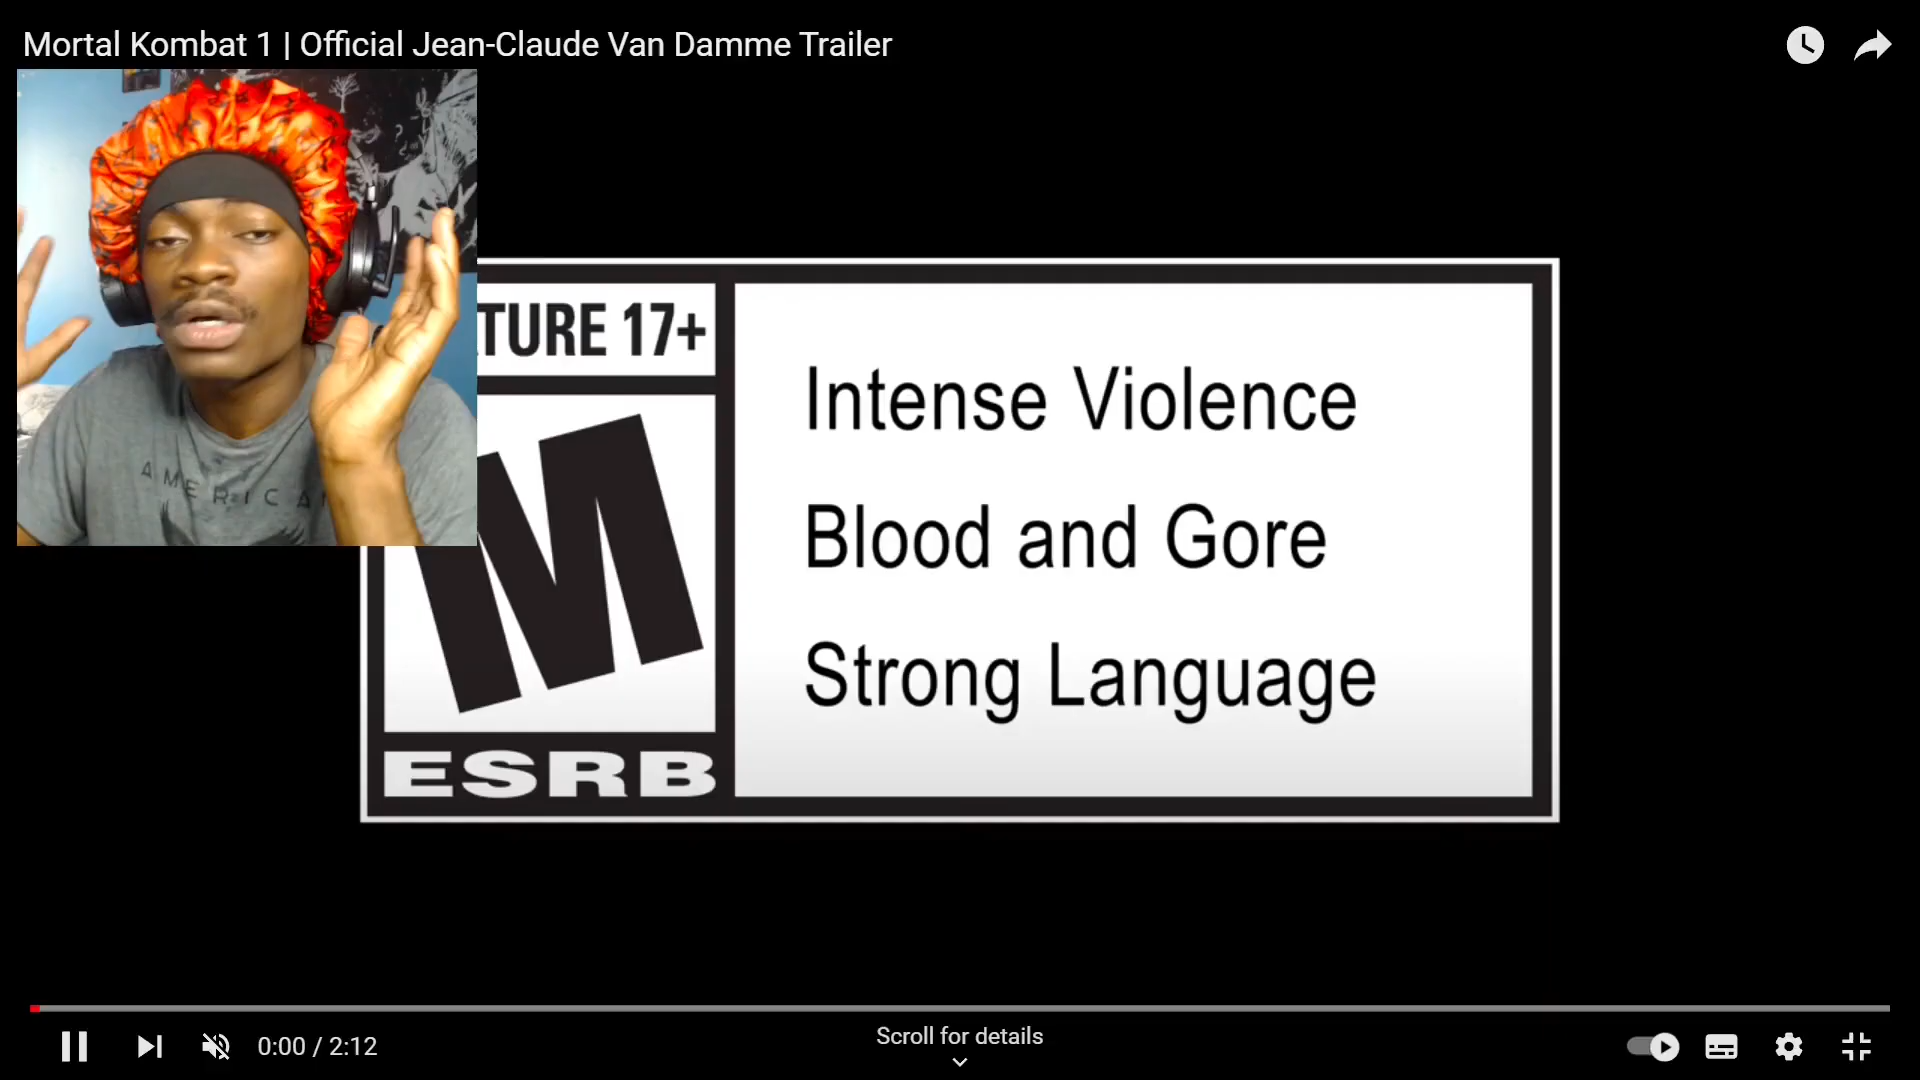 Mortal Kombat 1 | Official Jean-Claude Van Damme Trailer
AMERICAN
TURE 17+
M
ESRB
Intense Violence
Blood and Gore
Strong Language
0:00 / 2:12
Scroll for details